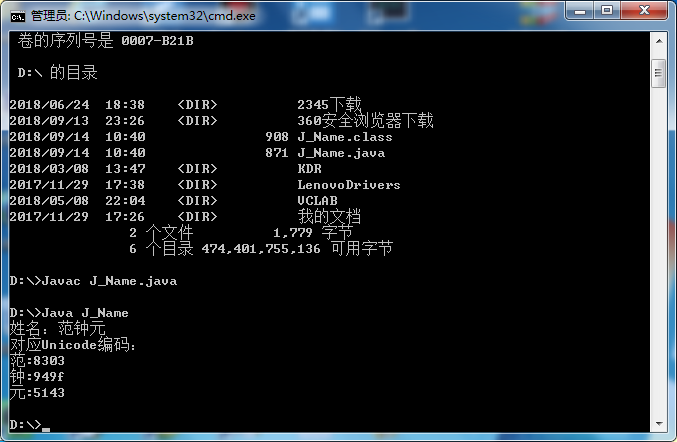 管理员: C:\Windows\system32\cmd.exe
卷的序列号是 0007-B21B
D:\ 的目录
2018/06/24  18:38    <DIR>          2345下载
2018/09/13  23:26    <DIR>          360安全浏览器下载
2018/09/14  10:40               908 J_Name.class
2018/09/14  10:40               871 J_Name.java
2018/03/08  13:47    <DIR>          KDR
2017/11/29  17:38    <DIR>          LenovoDrivers
2018/05/08  22:04    <DIR>          VCLAB
2017/11/29  17:26    <DIR>          我的文档
2 个文件          1,779 字节
6 个目录 474,401,755,136 可用字节
D:\>Javac J_Name.java
D:\>Java J_Name
姓名：范钟元
对应Unicode编码：
范:8303
钟:949f
元:5143
D:\>